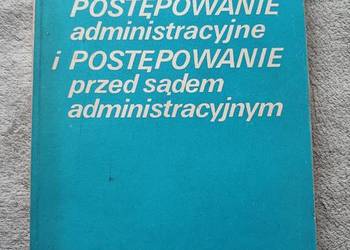 POSTĘPOWANIE
administracyjne
i POSTĘPOWANIE
przed sądem
administracyjnym